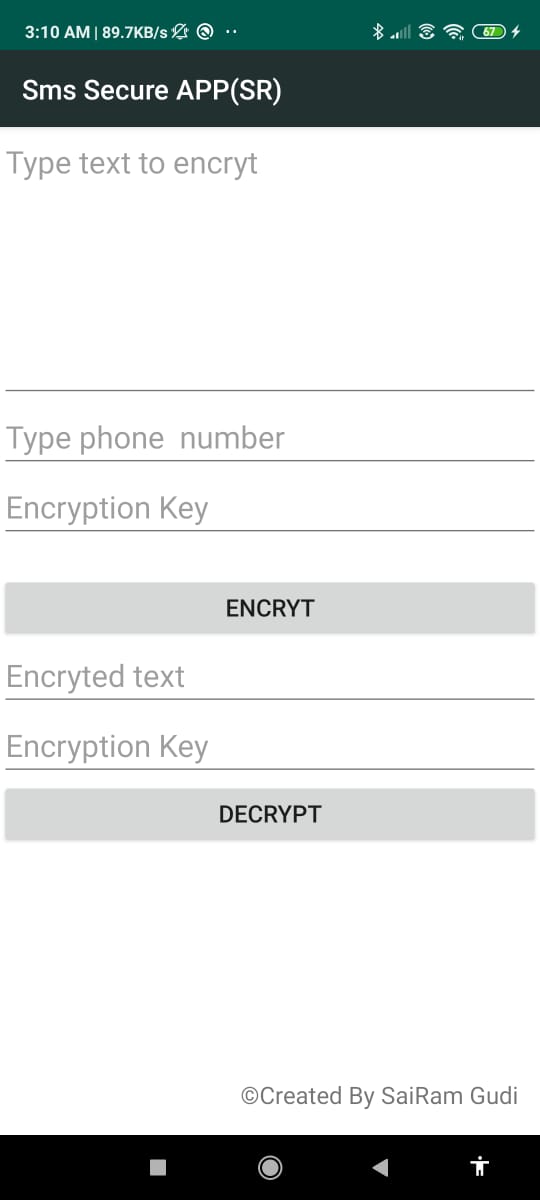 3:10 AM | 89.7KB/s
67
Sms Secure APP(SR)
Type text to encryt
Type phone  number
Encryption Key
ENCRYT
Encryted text
Encryption Key
DECRYPT
©Created By SaiRam Gudi